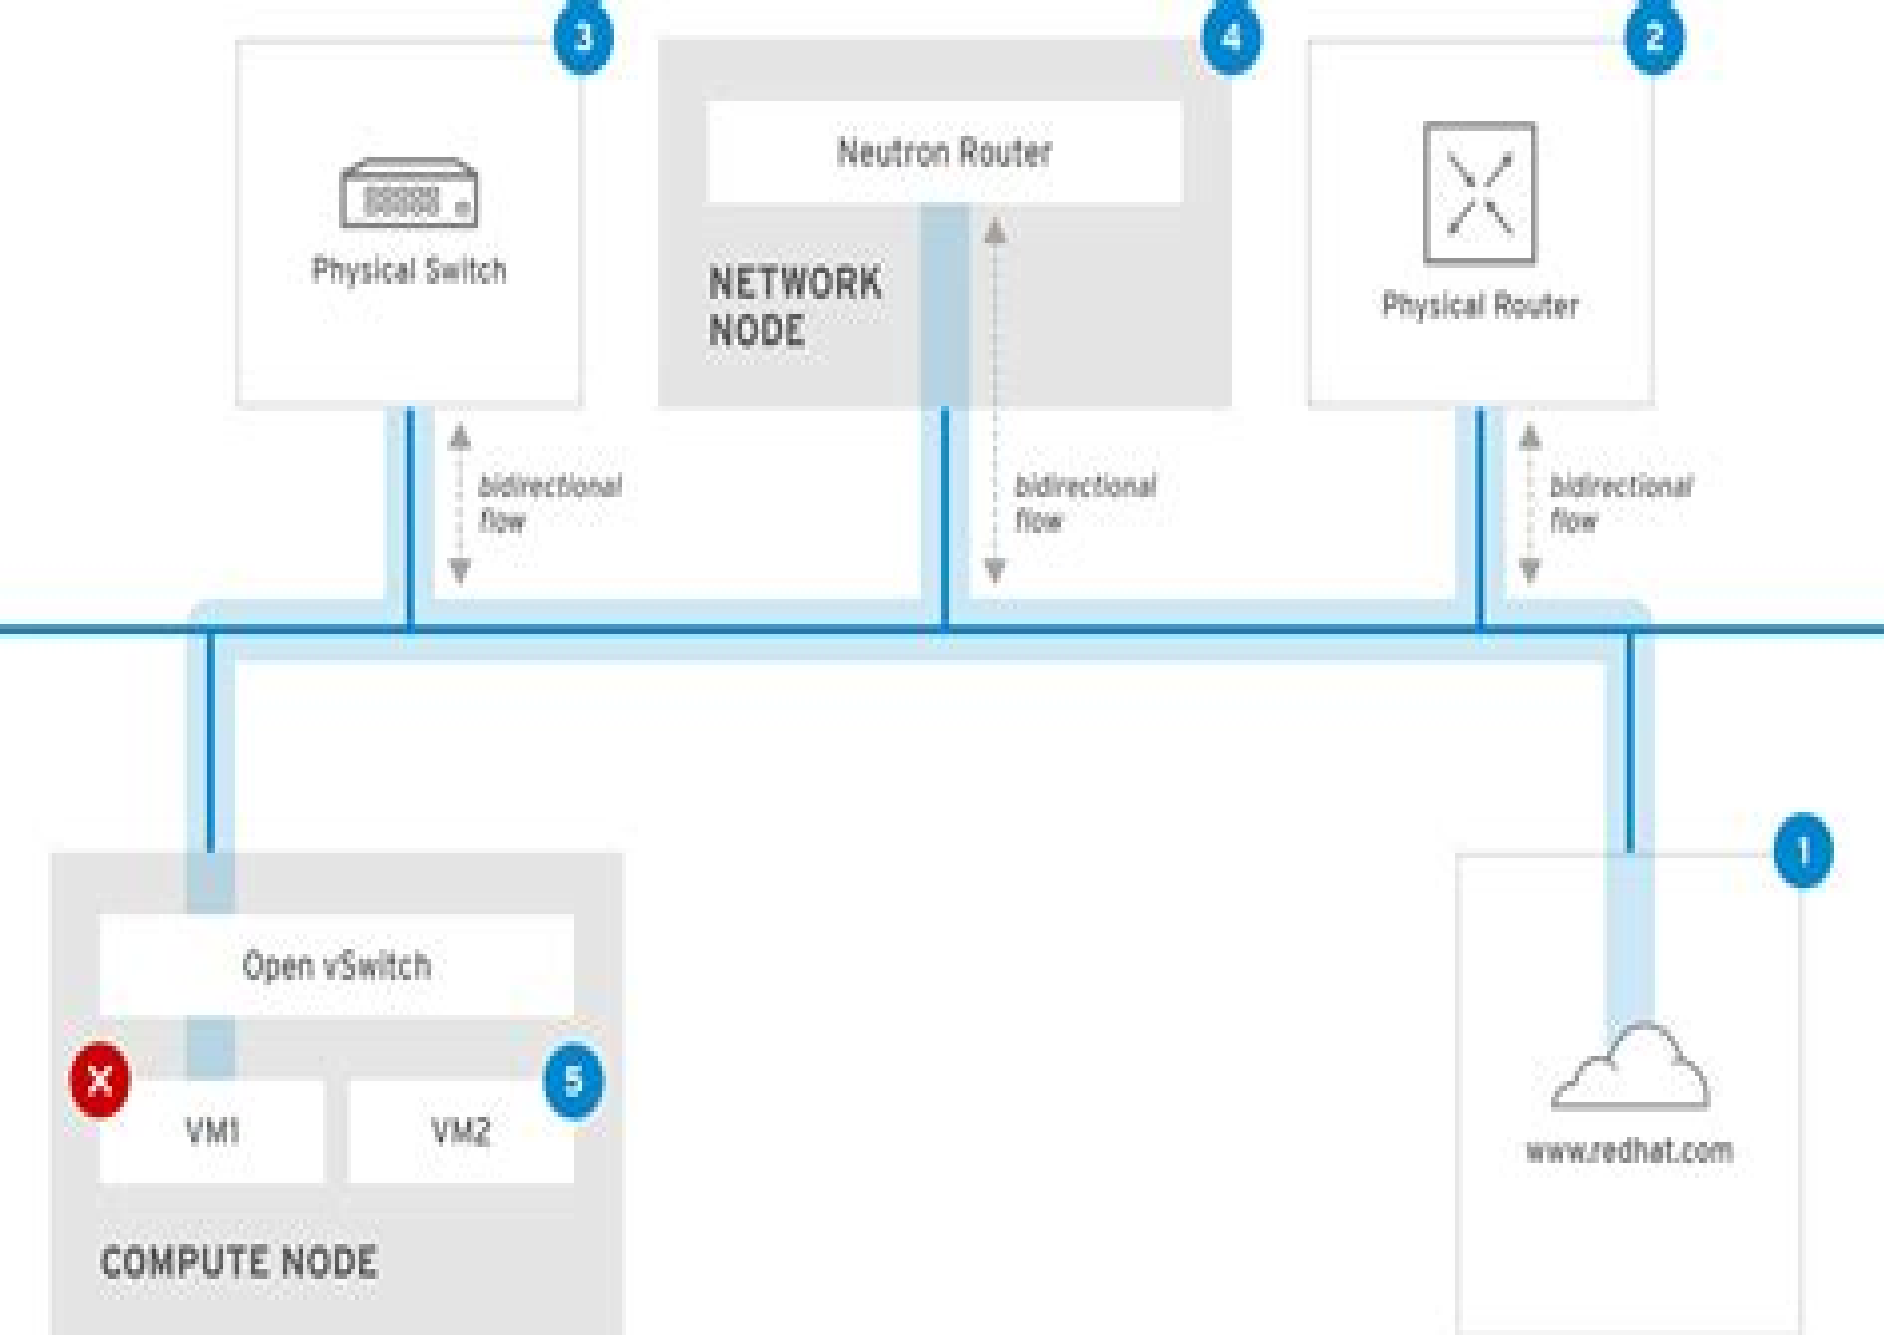 3
4
2
Physical Switch
Neutron Router
NETWORK
NODE
Physical Router
bidirectional
flow
bidirectional
flow
bidirectional
flow
1
Open vSwitch
X
5
VM1
VM2
COMPUTE NODE
www.redhat.com